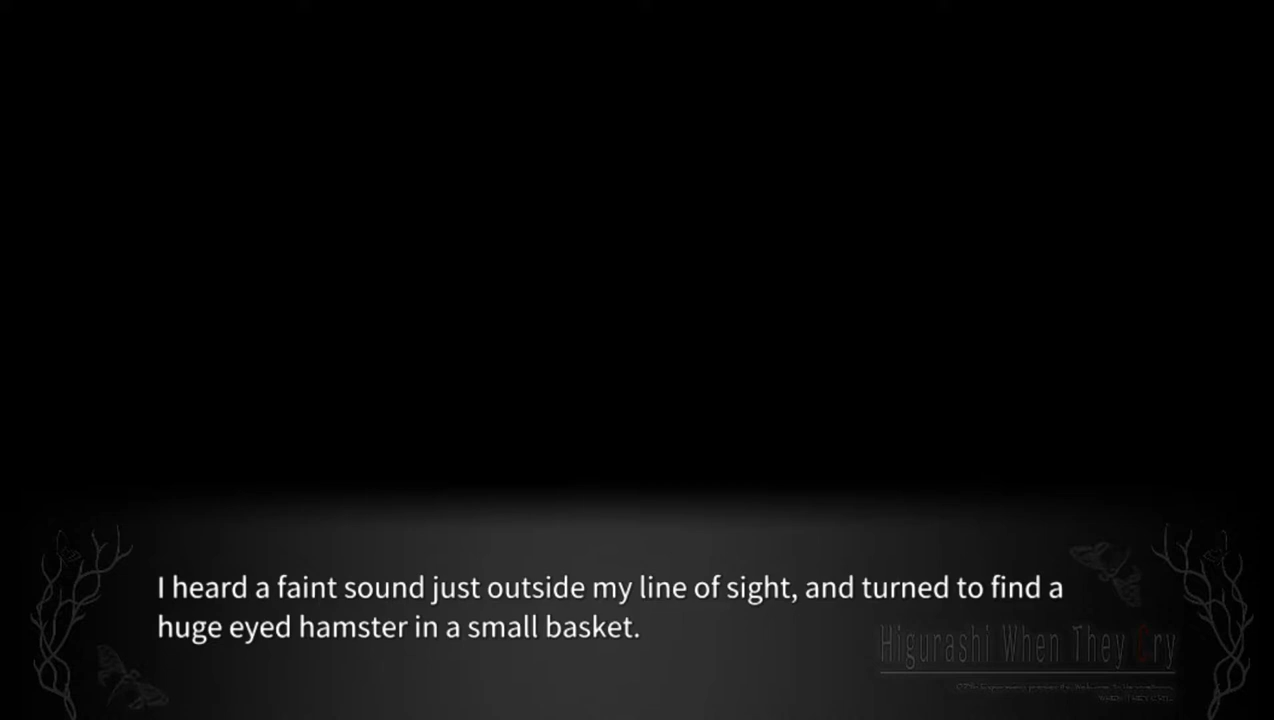 I heard a faint sound just outside my line of sight, and turned to find a
huge eyed hamster in a small basket.
Higurashi When They Cry